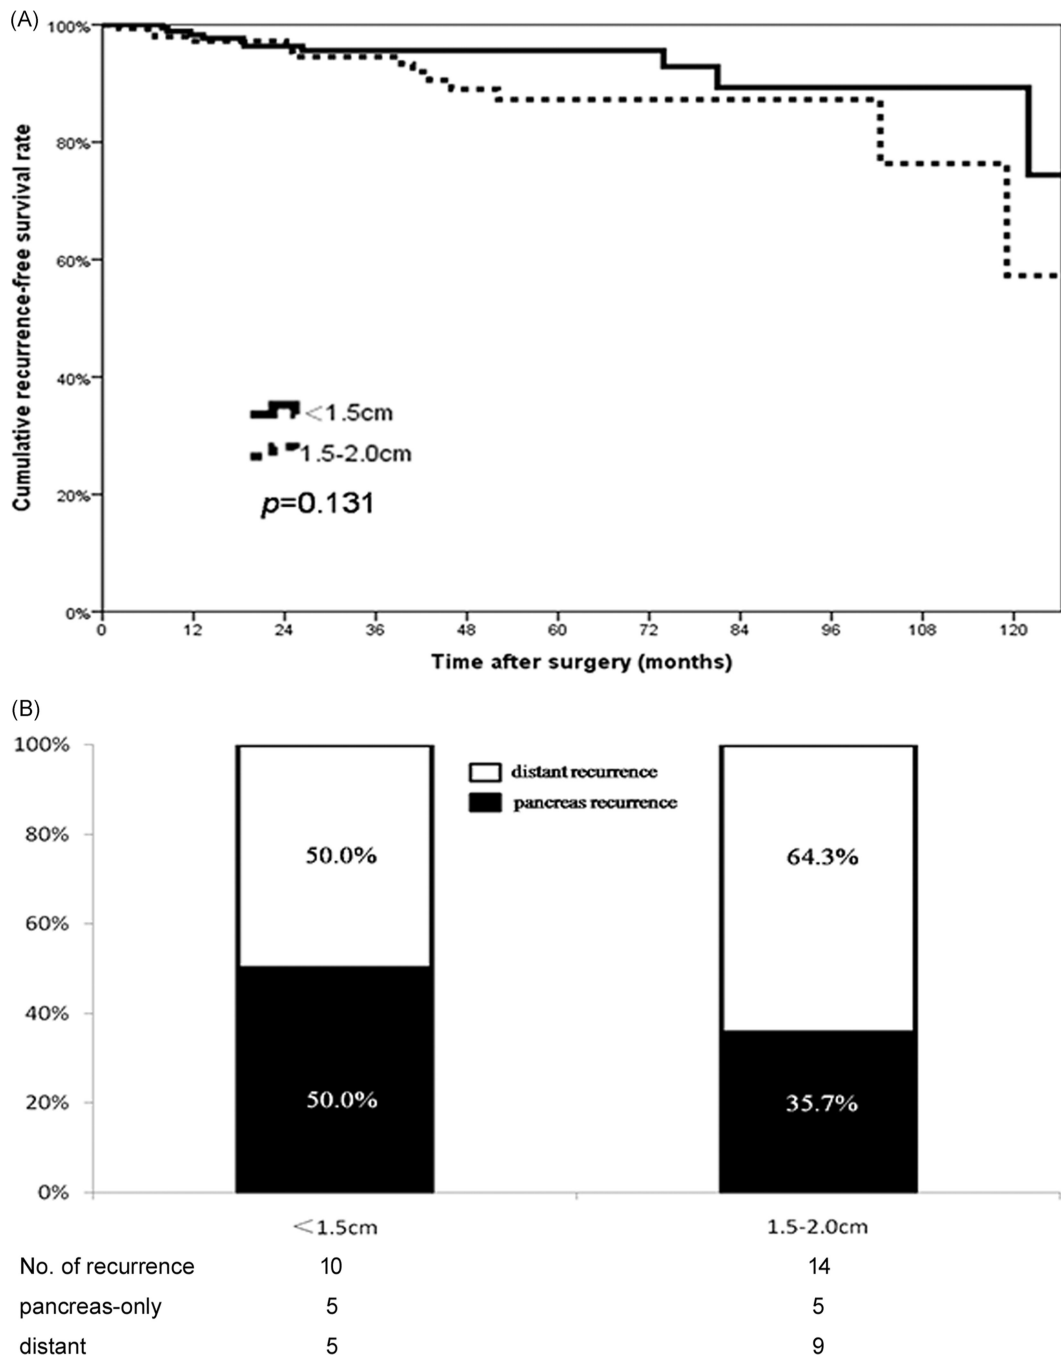 (A)
100%
80%
60%
40%
20%
0%
Cumulative recurrence-free survival rate
<1.5cm
1.5-2.0cm
p=0.131
0 12 24 36 48 60 72 84 96 108 120
Time after surgery (months)
(B)
100%
80%
60%
40%
20%
0%
distant recurrence
pancreas recurrence
50.0% 64.3%
50.0% 35.7%
<1.5cm 1.5-2.0cm
No. of recurrence 10 14
pancreas-only 5 5
distant 5 9